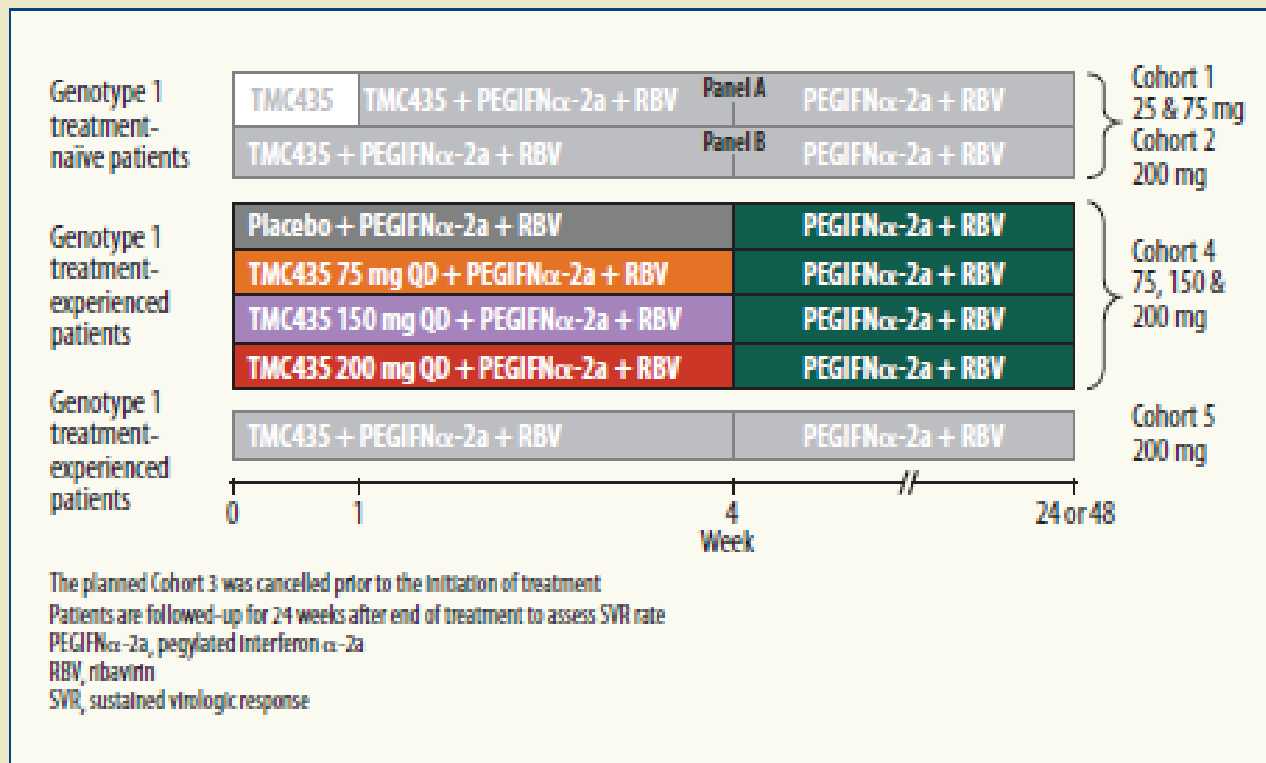 Genotype 1
treatment-
naïve patients
TMC435
TMC435 + PEGIFNα-2a + RBV
Panel A
PEGIFNα-2a + RBV
TMC435 + PEGIFNα-2a + RBV
Panel B
PEGIFNα-2a + RBV
Cohort 1
25 & 75 mg
Cohort 2
200 mg
Genotype 1
treatment-
experienced
patients
Placebo + PEGIFNα-2a + RBV
PEGIFNα-2a + RBV
TMC435 75 mg QD + PEGIFNα-2a + RBV
PEGIFNα-2a + RBV
TMC435 150 mg QD + PEGIFNα-2a + RBV
PEGIFNα-2a + RBV
TMC435 200 mg QD + PEGIFNα-2a + RBV
PEGIFNα-2a + RBV
Cohort 4
75, 150 &
200 mg
Genotype 1
treatment-
experienced
patients
TMC435 + PEGIFNα-2a + RBV
PEGIFNα-2a + RBV
Cohort 5
200 mg
0
1
4
24 or 48
Week
The planned Cohort 3 was cancelled prior to the initiation of treatment
Patients are followed-up for 24 weeks after end of treatment to assess SVR rate
PEGIFNα-2a, pegylated interferon α-2a
RBV, ribavirin
SVR, sustained virologic response